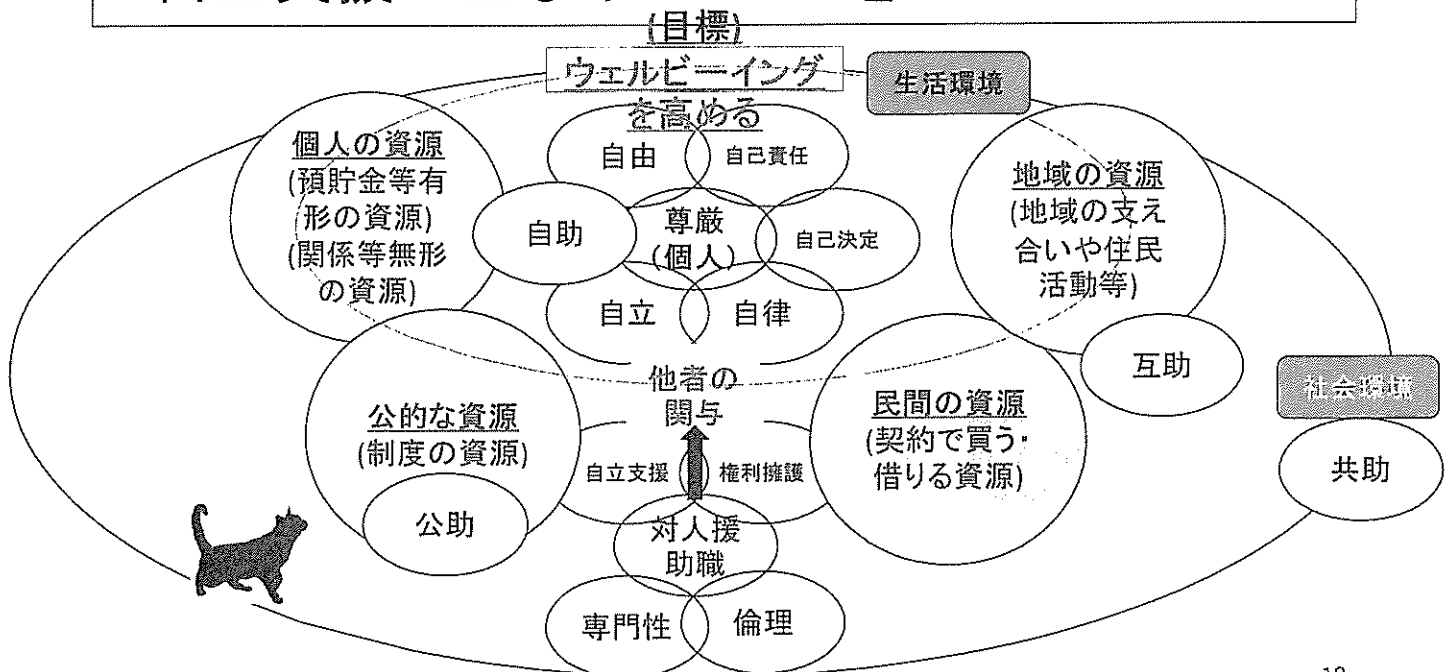 (目標)
ウェルビーイング
を高める
生活環境
個人の資源
(預貯金等有
形の資源)
(関係等無形
の資源)
自由
自己責任
地域の資源
(地域の支え
合いや住民
活動等)
自助
尊厳
(個人)
自己決定
自立
自律
互助
他者の
関与
社会環境
公的な資源
(制度の資源)
民間の資源
(契約で買う・
借りる資源)
自立支援
権利擁護
共助
公助
対人援
助職
専門性
倫理